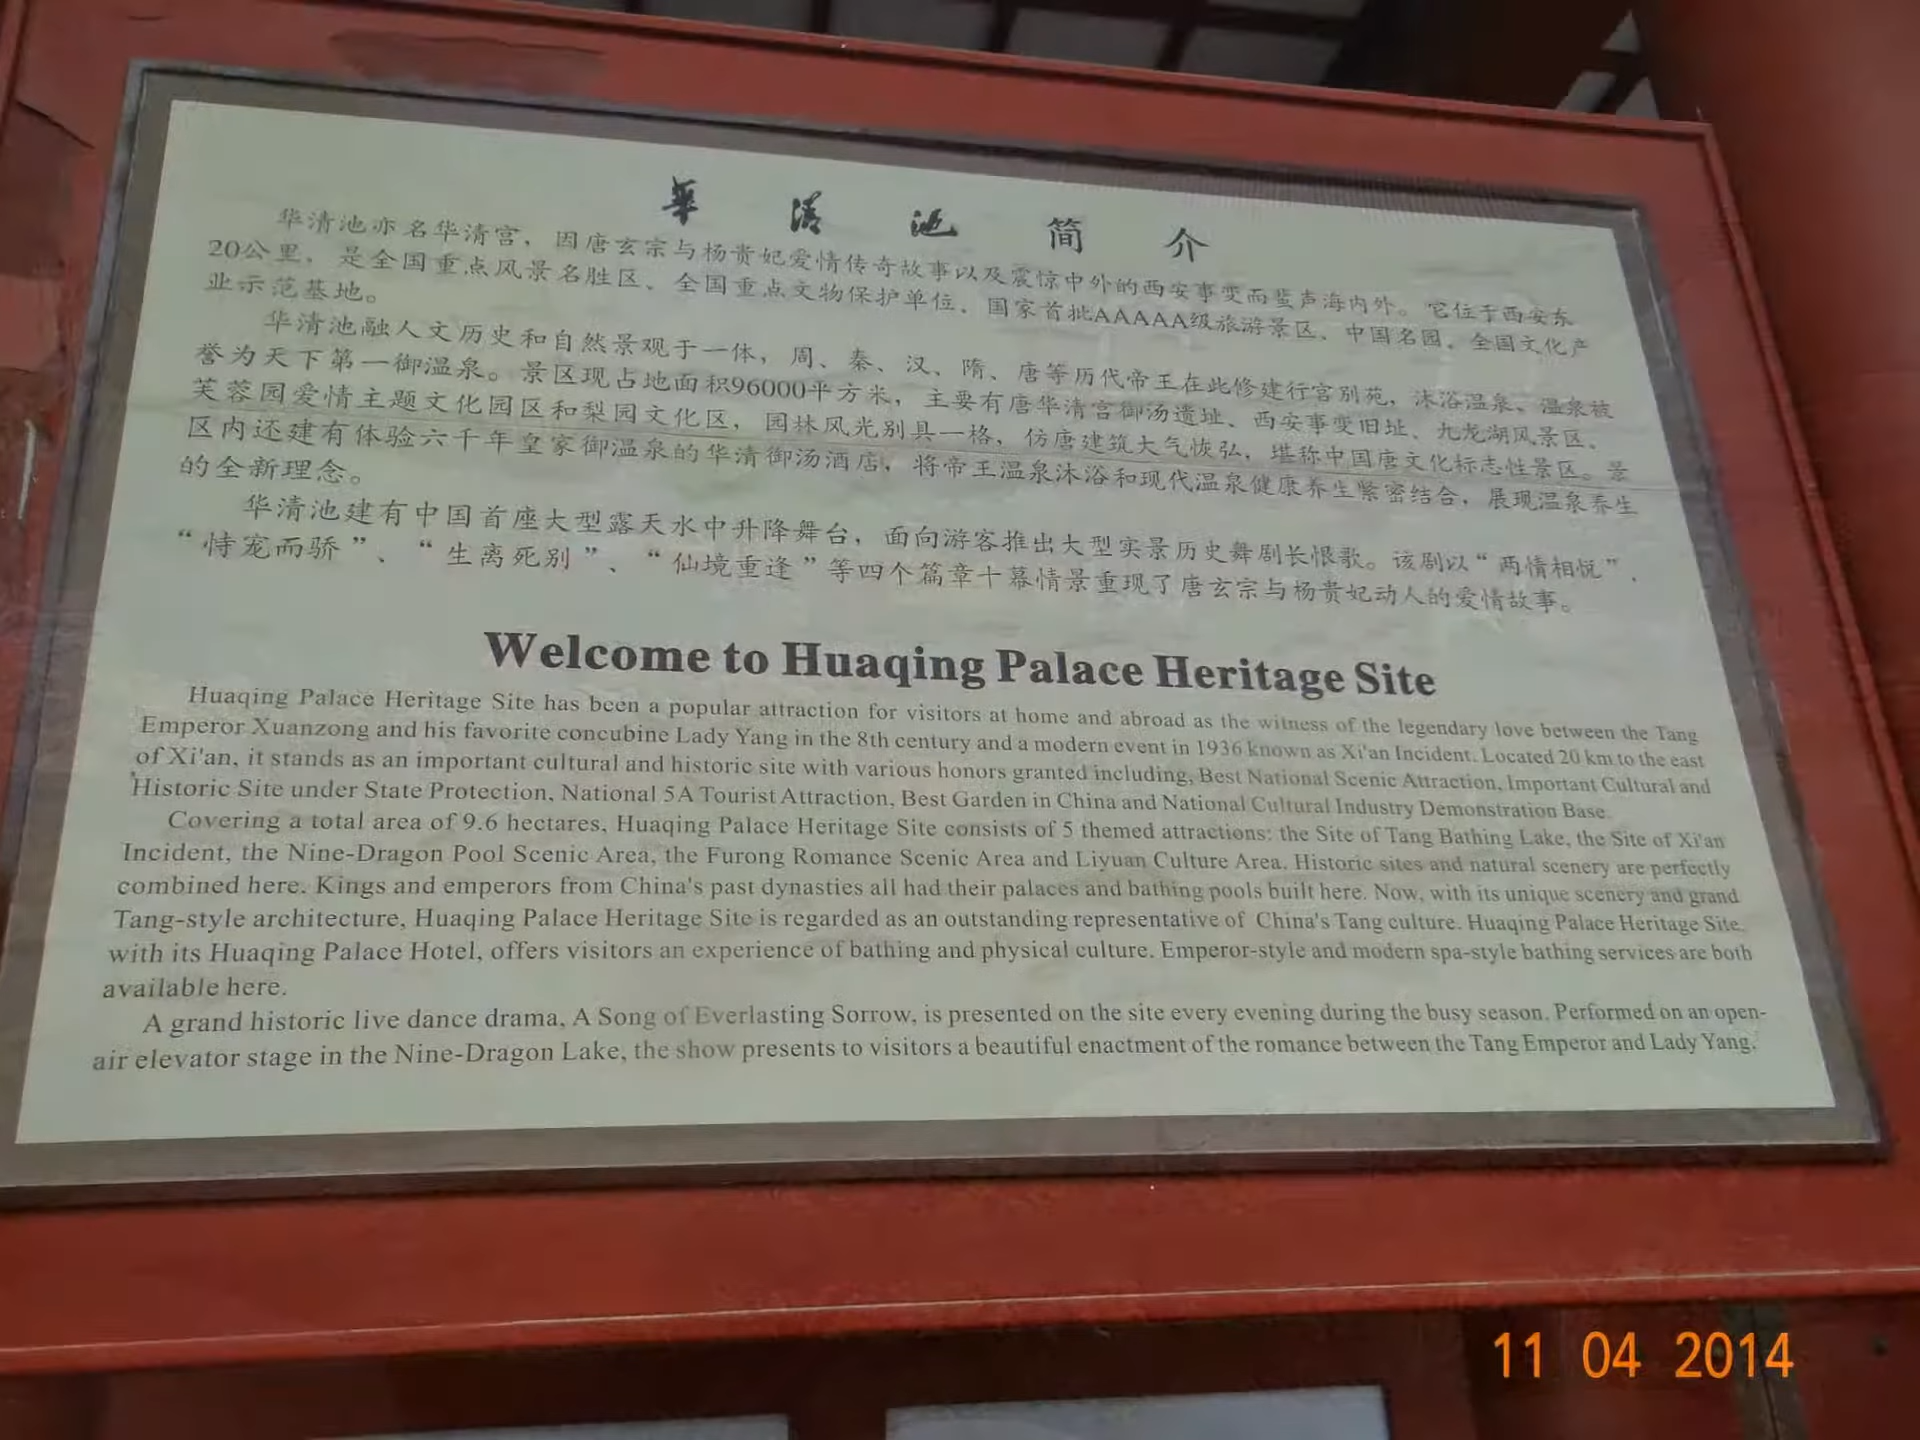 華清池简介
华清池亦名华清宫，因唐玄宗与杨贵妃爱情传奇故事以及震惊中外的西安事变而蜚声海内外。它位于西安东
20公里，是全国重点风景名胜区、全国重点文物保护单位、国家首批AAAAA级旅游景区、中国名园、全国文化产
业示范基地。
华清池融人文历史和自然景观于一体，周、秦、汉、隋、唐等历代帝王在此修建行宫别苑，沐浴温泉，温泉被
誉为天下第一御温泉。景区现占地面积96000平方米，主要有唐华清宫御汤遗址、西安事变旧址、九龙湖风景区、
芙蓉园爱情主题文化园区和梨园文化区，园林风光别具一格，仿唐建筑大气恢弘，堪称中国唐文化标志性景区。景
区内还建有体验六千年皇家御温泉的华清御汤酒店，将帝王温泉沐浴和现代温泉健康养生紧密结合，展现温泉养生
的全新理念。
华清池建有中国首座大型露天水中升降舞台，面向游客推出大型实景历史舞剧长恨歌。该剧以“两情相悦”、
“恃宠而骄”、“生离死别”、“仙境重逢”等四个篇章十幕情景重现了唐玄宗与杨贵妃动人的爱情故事。
Welcome to Huaqing Palace Heritage Site
Huaqing Palace Heritage Site has been a popular attraction for visitors at home and abroad as the witness of the legendary love between the Tang
Emperor Xuanzong and his favorite concubine Lady Yang in the 8th century and a modern event in 1936 known as Xi'an Incident. Located 20 km to the east
of Xi'an, it stands as an important cultural and historic site with various honors granted including, Best National Scenic Attraction, Important Cultural and
Historic Site under State Protection, National 5A Tourist Attraction, Best Garden in China and National Cultural Industry Demonstration Base.
Covering a total area of 9.6 hectares, Huaqing Palace Heritage Site consists of 5 themed attractions: the Site of Tang Bathing Lake, the Site of Xi'an
Incident, the Nine-Dragon Pool Scenic Area, the Furong Romance Scenic Area and Liyuan Culture Area. Historic sites and natural scenery are perfectly
combined here. Kings and emperors from China's past dynasties all had their palaces and bathing pools built here. Now, with its unique scenery and grand
Tang-style architecture, Huaqing Palace Heritage Site is regarded as an outstanding representative of China's Tang culture. Huaqing Palace Heritage Site,
with its Huaqing Palace Hotel, offers visitors an experience of bathing and physical culture. Emperor-style and modern spa-style bathing services are both
available here.
A grand historic live dance drama, A Song of Everlasting Sorrow, is presented on the site every evening during the busy season. Performed on an open-
air elevator stage in the Nine-Dragon Lake, the show presents to visitors a beautiful enactment of the romance between the Tang Emperor and Lady Yang.
11 04 2014